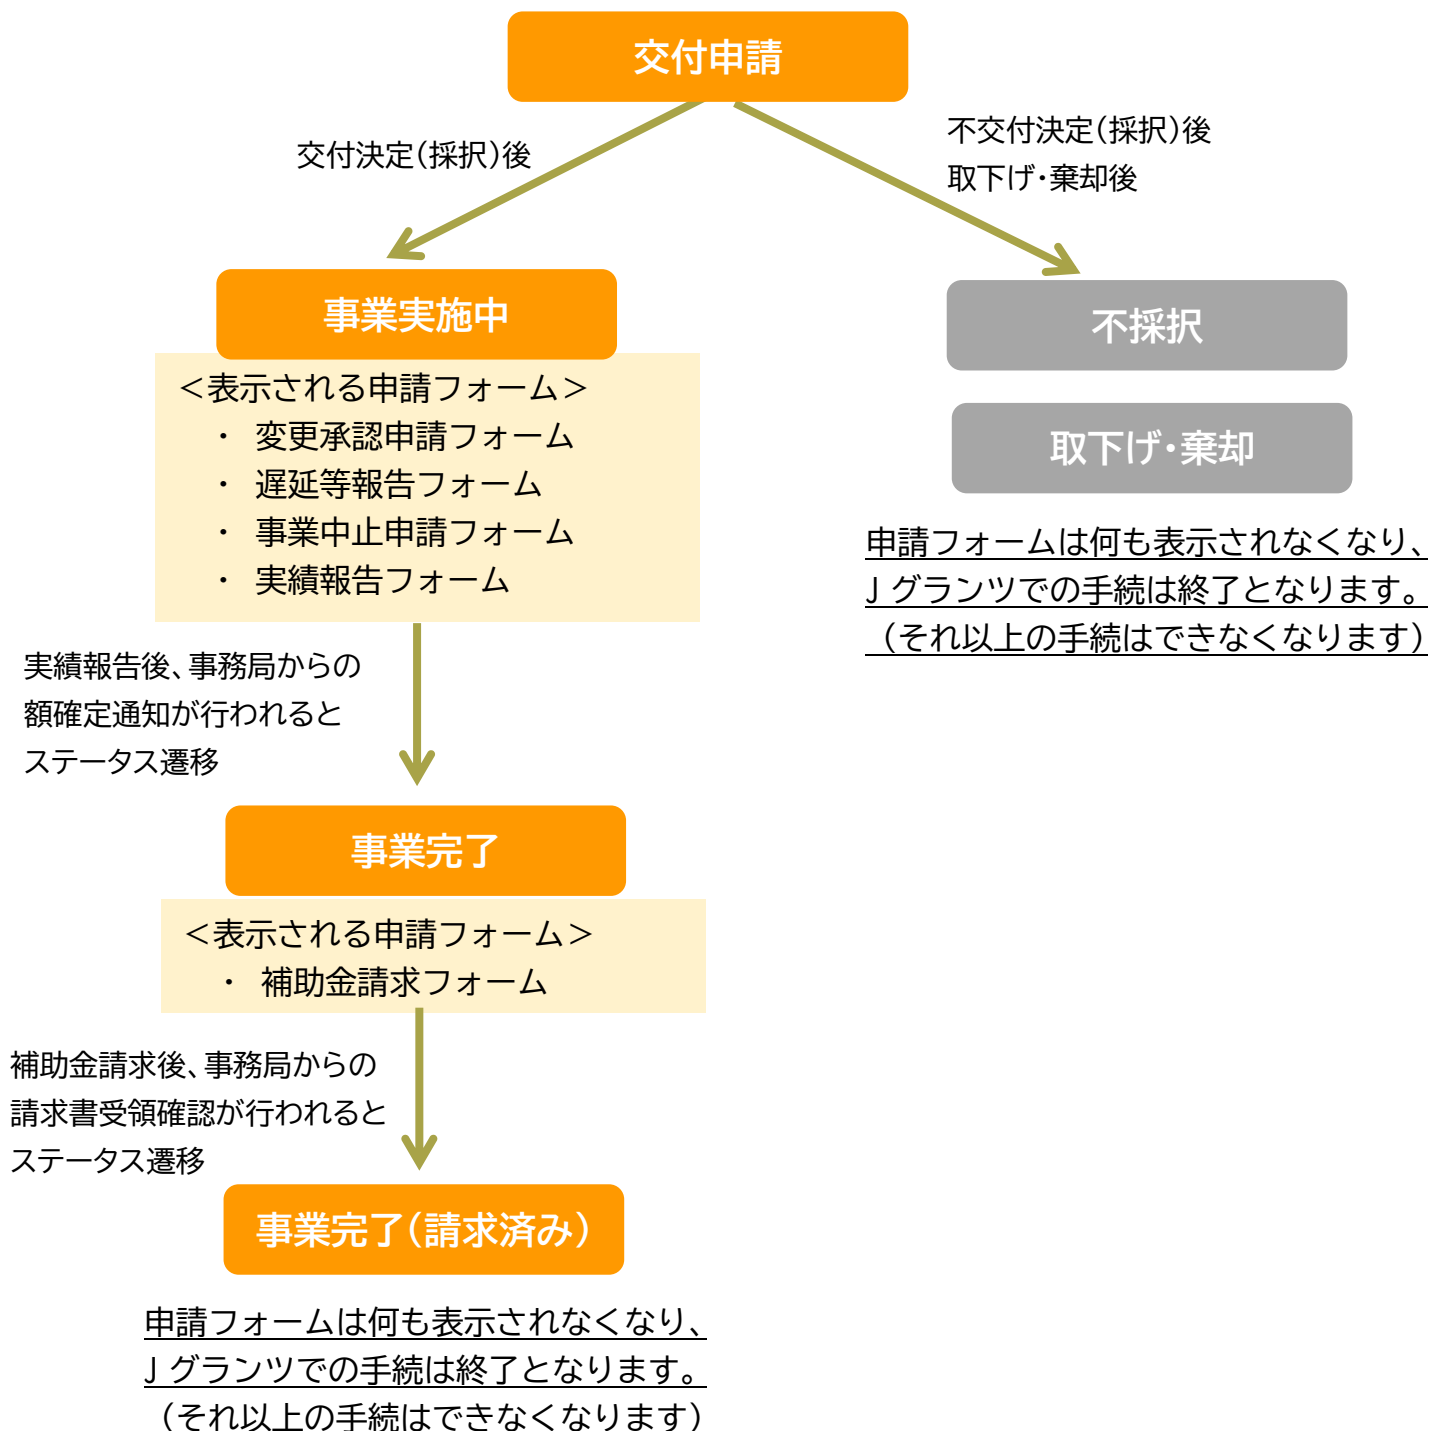 交付申請
交付決定(採択)後
不交付決定(採択)後
取下げ・棄却後
事業実施中
＜表示される申請フォーム＞
・ 変更承認申請フォーム
・ 遅延等報告フォーム
・ 事業中止申請フォーム
・ 実績報告フォーム
不採択
取下げ・棄却
申請フォームは何も表示されなくなり、
Jグランツでの手続は終了となります。
（それ以上の手続はできなくなります）
実績報告後、事務局からの
額確定通知が行われると
ステータス遷移
事業完了
＜表示される申請フォーム＞
・ 補助金請求フォーム
補助金請求後、事務局からの
請求書受領確認が行われると
ステータス遷移
事業完了(請求済み)
申請フォームは何も表示されなくなり、
Jグランツでの手続は終了となります。
（それ以上の手続はできなくなります）